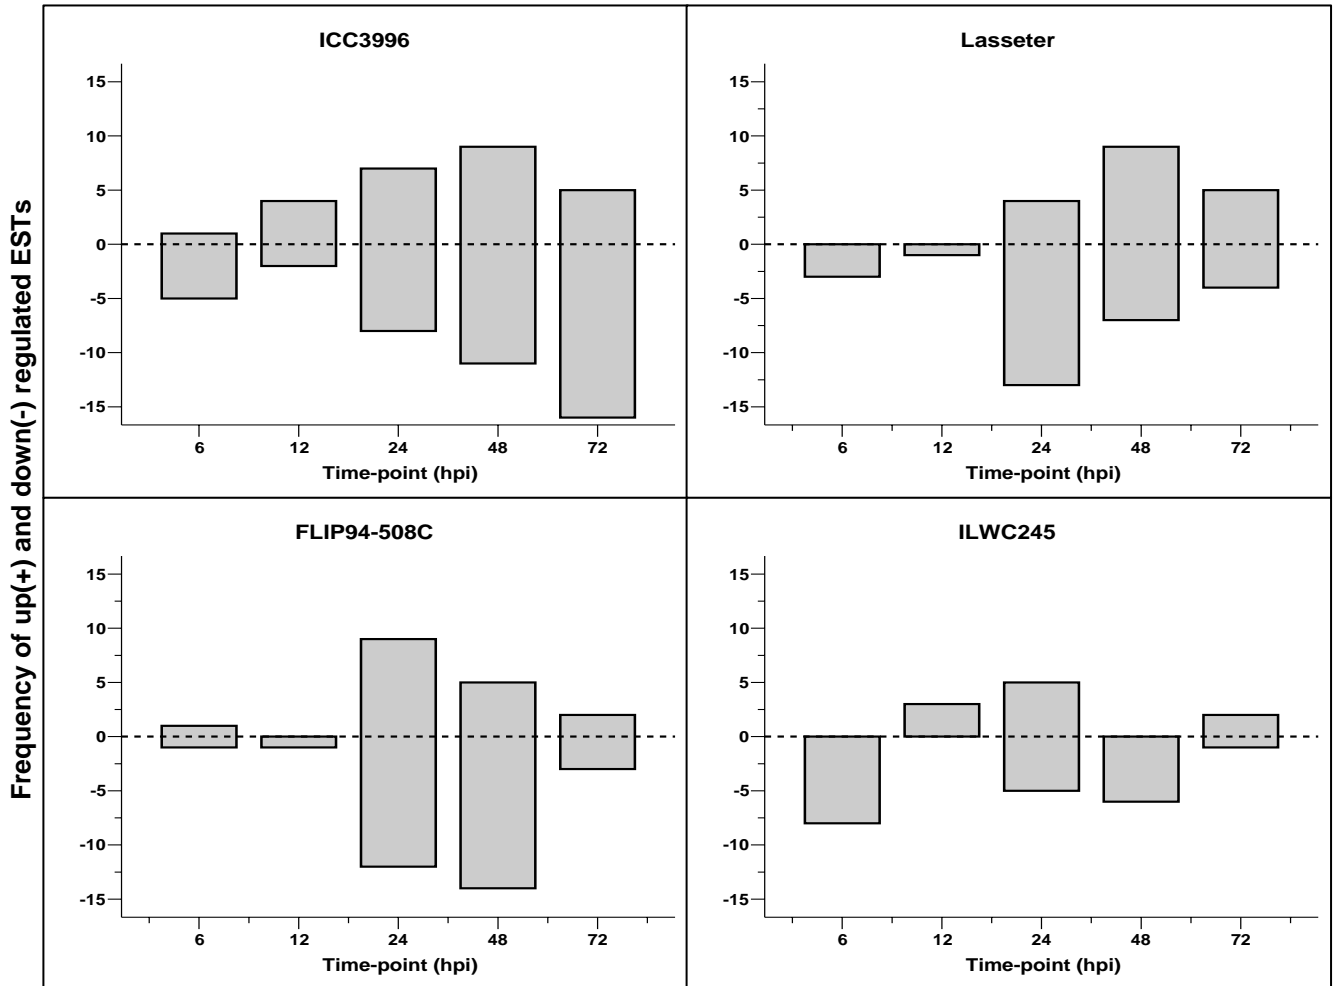 Frequency of up(+) and down(-) regulated ESTs
ICC3996
15
10
5
0
-5
-10
-15
6 12 24 48 72
Time-point (hpi)
Lasseter
15
10
5
0
-5
-10
-15
6 12 24 48 72
Time-point (hpi)
FLIP94-508C
15
10
5
0
-5
-10
-15
6 12 24 48 72
Time-point (hpi)
ILWC245
15
10
5
0
-5
-10
-15
6 12 24 48 72
Time-point (hpi)